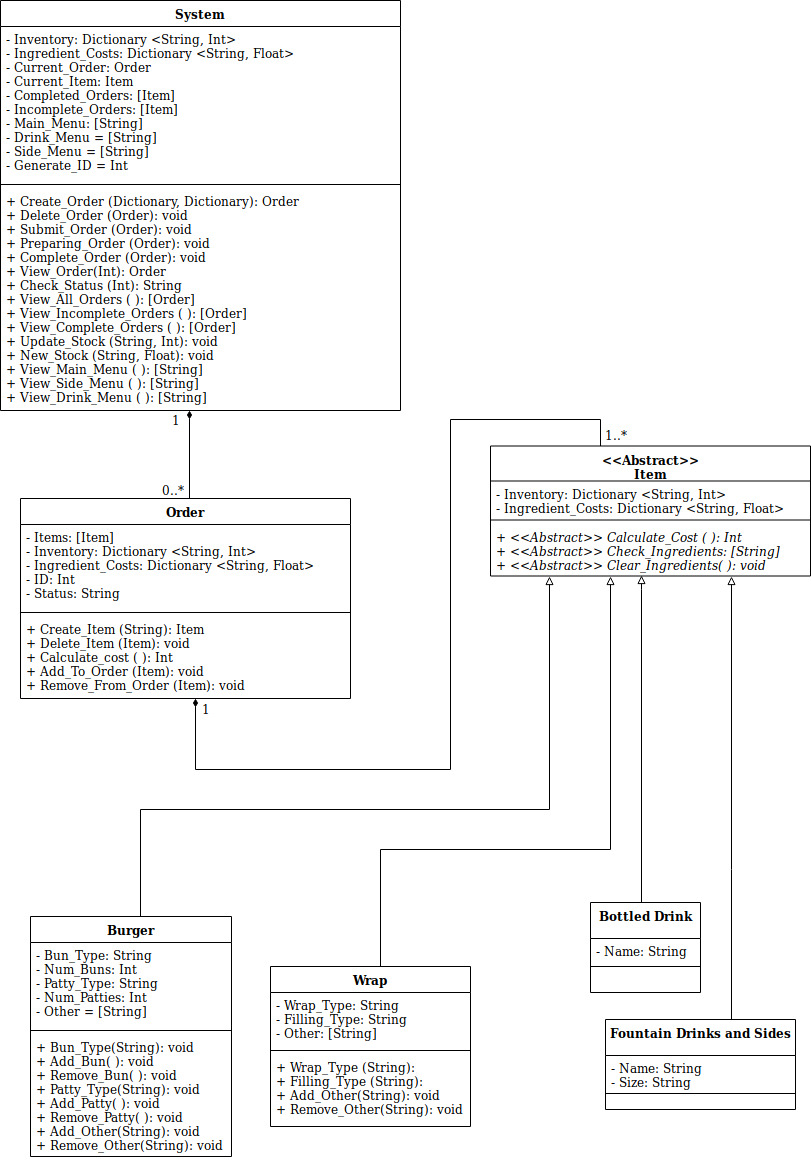 System
- Inventory: Dictionary <String, Int>
- Ingredient_Costs: Dictionary <String, Float>
- Current_Order: Order
- Current_Item: Item
- Completed_Orders: [Item]
- Incomplete_Orders: [Item]
- Main_Menu: [String]
- Drink_Menu = [String]
- Side_Menu = [String]
- Generate_ID = Int
+ Create_Order (Dictionary, Dictionary): Order
+ Delete_Order (Order): void
+ Submit_Order (Order): void
+ Preparing_Order (Order): void
+ Complete_Order (Order): void
+ View_Order(Int): Order
+ Check_Status (Int): String
+ View_All_Orders ( ): [Order]
+ View_Incomplete_Orders ( ): [Order]
+ View_Complete_Orders ( ): [Order]
+ Update_Stock (String, Int): void
+ New_Stock (String, Float): void
+ View_Main_Menu ( ): [String]
+ View_Side_Menu ( ): [String]
+ View_Drink_Menu ( ): [String]
1
0..*
Order
- Items: [Item]
- Inventory: Dictionary <String, Int>
- Ingredient_Costs: Dictionary <String, Float>
- ID: Int
- Status: String
+ Create_Item (String): Item
+ Delete_Item (Item): void
+ Calculate_cost ( ): Int
+ Add_To_Order (Item): void
+ Remove_From_Order (Item): void
1
1..*
<<Abstract>>
Item
- Inventory: Dictionary <String, Int>
- Ingredient_Costs: Dictionary <String, Float>
+ <<Abstract>> Calculate_Cost ( ): Int
+ <<Abstract>> Check_Ingredients: [String]
+ <<Abstract>> Clear_Ingredients( ): void
Burger
- Bun_Type: String
- Num_Buns: Int
- Patty_Type: String
- Num_Patties: Int
- Other = [String]
+ Bun_Type(String): void
+ Add_Bun( ): void
+ Remove_Bun( ): void
+ Patty_Type(String): void
+ Add_Patty( ): void
+ Remove_Patty( ): void
+ Add_Other(String): void
+ Remove_Other(String): void
Wrap
- Wrap_Type: String
- Filling_Type: String
- Other: [String]
+ Wrap_Type (String):
+ Filling_Type (String):
+ Add_Other(String): void
+ Remove_Other(String): void
Bottled Drink
- Name: String
Fountain Drinks and Sides
- Name: String
- Size: String